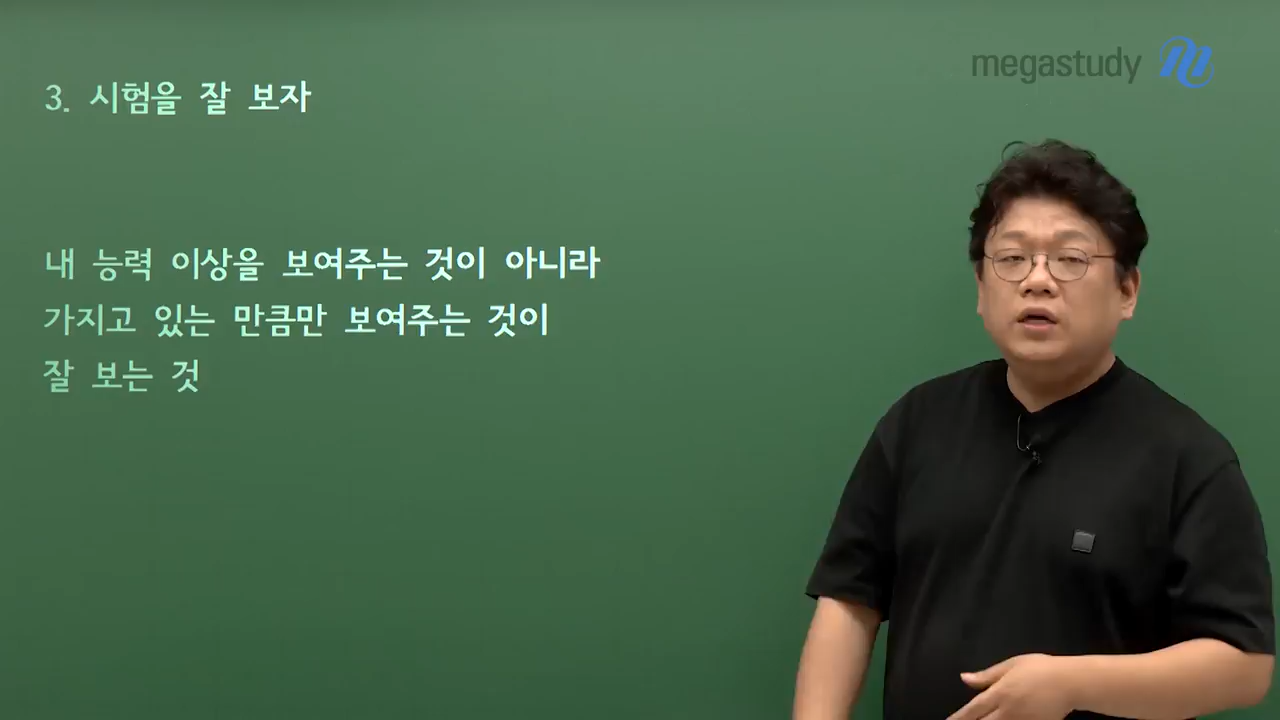 megastudy
3. 시험을 잘 보자
내 능력 이상을 보여주는 것이 아니라
가지고 있는 만큼만 보여주는 것이
잘 보는 것